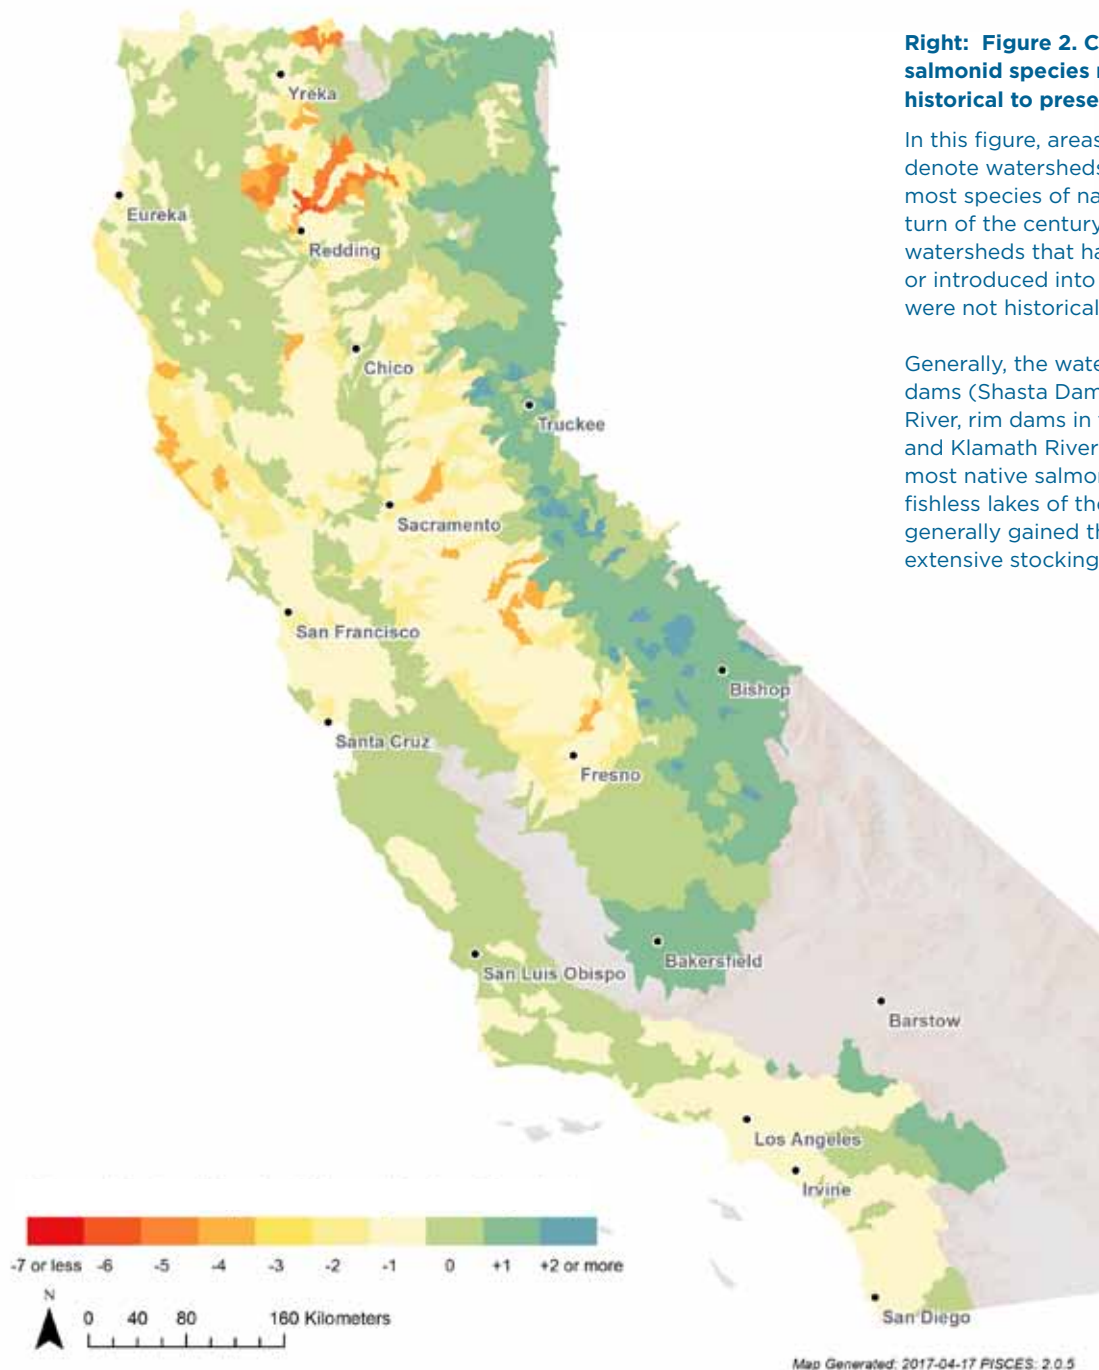 Right: Figure 2. C
salmonid species
historical to prese
In this figure, areas
denote watersheds
most species of na
turn of the century
watersheds that ha
or introduced into
were not historical
Generally, the wate
dams (Shasta Dam
River, rim dams in
and Klamath River
most native salmon
fishless lakes of the
generally gained th
extensive stocking
Yreka
Eureka
Redding
Chico
Truckee
Sacramento
San Francisco
Bishop
Santa Cruz
Fresno
San Luis Obispo
Bakersfield
Barstow
Los Angeles
Irvine
San Diego
-7 or less -6 -5 -4 -3 -2 -1 0 +1 +2 or more
N
0 40 80 160 Kilometers
Map Generated: 2017-04-17 PISCES: 2.0.5